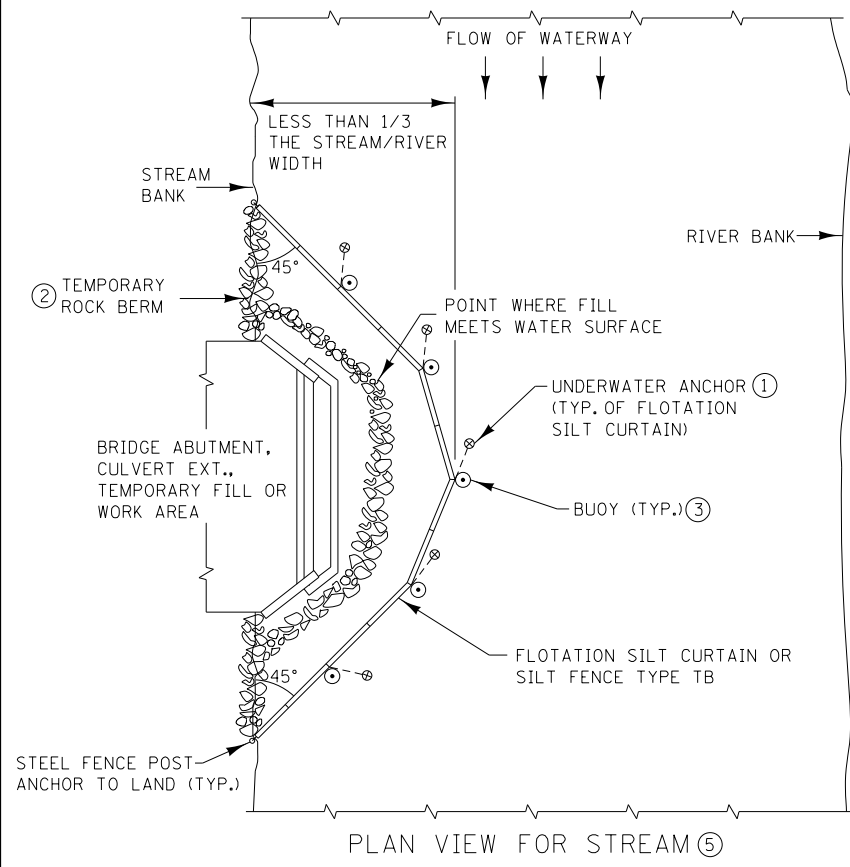 FLOW OF WATERWAY
LESS THAN 1/3
THE STREAM/RIVER
WIDTH
STREAM
BANK
RIVER BANK
45°
② TEMPORARY
ROCK BERM
POINT WHERE FILL
MEETS WATER SURFACE
UNDERWATER ANCHOR ①
(TYP. OF FLOTATION
SILT CURTAIN)
BRIDGE ABUTMENT,
CULVERT EXT.,
TEMPORARY FILL OR
WORK AREA
BUOY (TYP.) ③
FLOTATION SILT CURTAIN OR
SILT FENCE TYPE TB
45°
STEEL FENCE POST
ANCHOR TO LAND (TYP.)
PLAN VIEW FOR STREAM ⑤